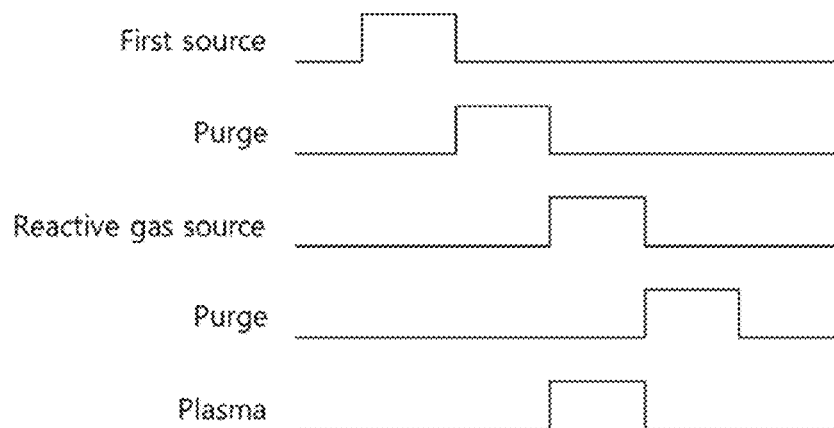 First source
Purge
Reactive gas source
Purge
Plasma